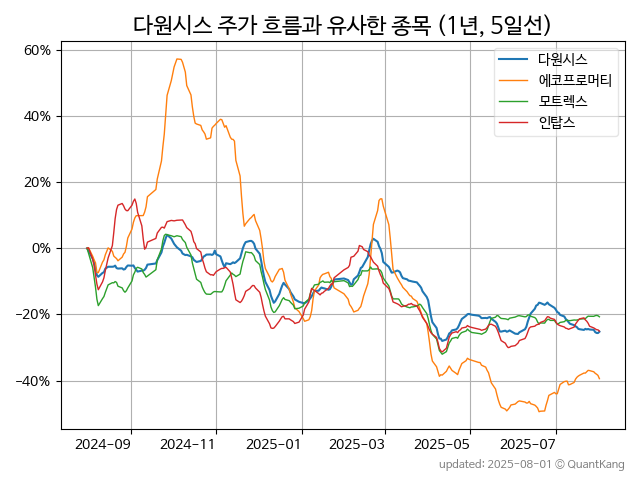 다원시스 주가 흐름과 유사한 종목 (1년, 5일선)
다원시스
에코프로머티
모트렉스
인탑스
60%
40%
20%
0%
−20%
−40%
2024-09
2024-11
2025-01
2025-03
2025-05
2025-07
updated: 2025-08-01 © QuantKang